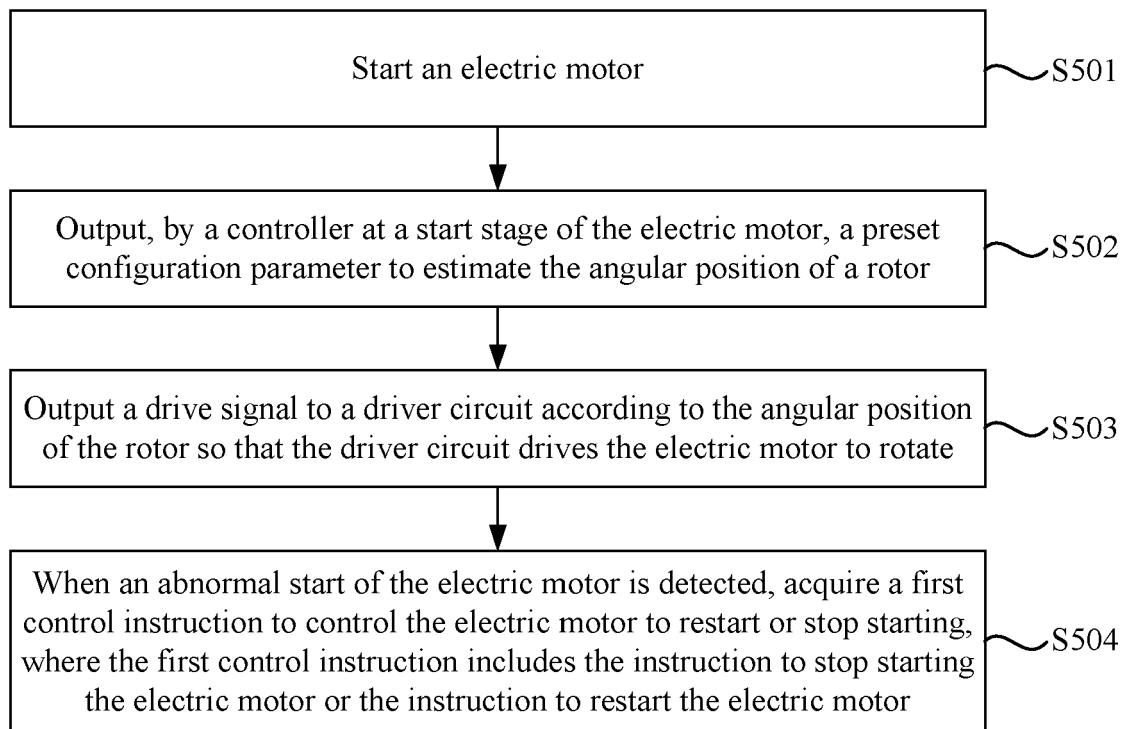 Start an electric motor
S501
Output, by a controller at a start stage of the electric motor, a preset
configuration parameter to estimate the angular position of a rotor
S502
Output a drive signal to a driver circuit according to the angular position
of the rotor so that the driver circuit drives the electric motor to rotate
S503
When an abnormal start of the electric motor is detected, acquire a first
control instruction to control the electric motor to restart or stop starting,
where the first control instruction includes the instruction to stop starting
the electric motor or the instruction to restart the electric motor
S504